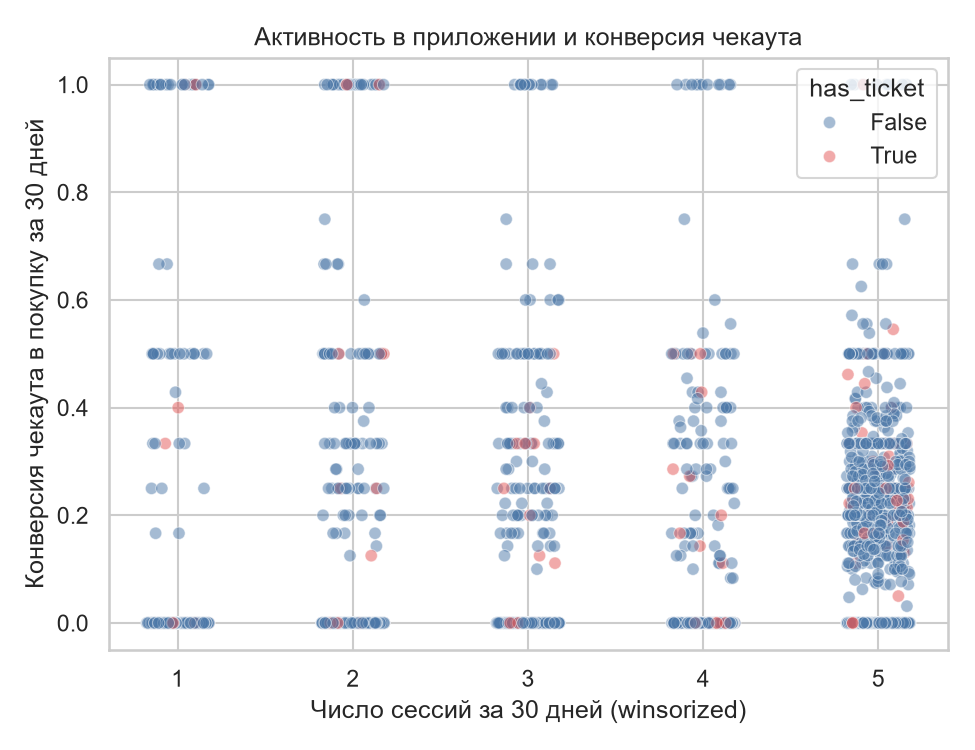 Активность в приложении и конверсия чекаута
Конверсия чекаута в покупку за 30 дней
1.0
0.8
0.6
0.4
0.2
0.0
has_ticket
False
True
1 2 3 4 5
Число сессий за 30 дней (winsorized)